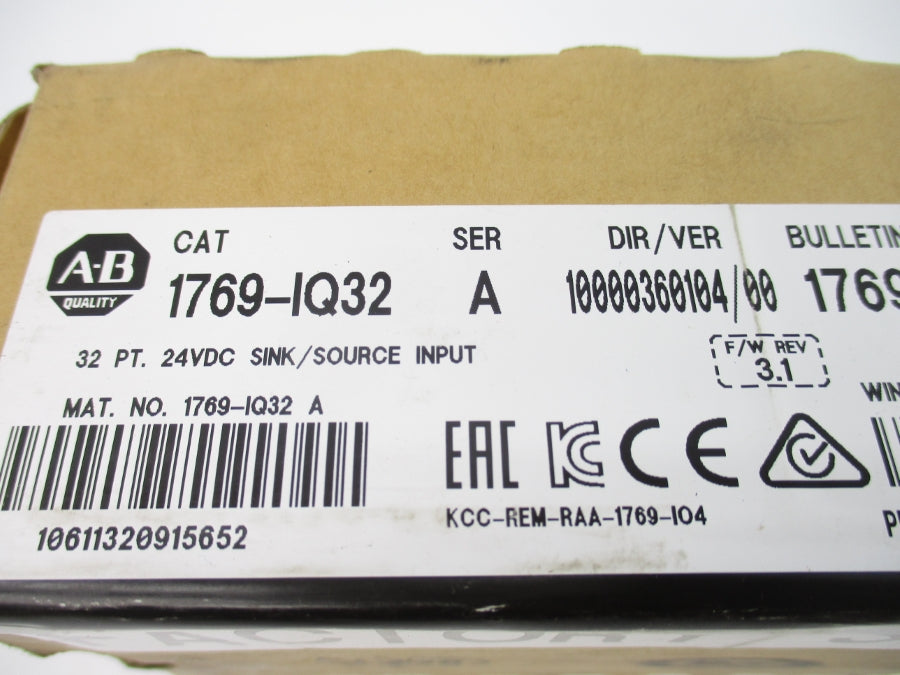 A-B
QUALITY
CAT SER DIR/VER BULLETIN
1769-IQ32 A 10000360104/00 1769
32 PT. 24VDC SINK/SOURCE INPUT
F/W REV
3.1
MAT. NO. 1769-IQ32 A
WIN
EAC KC CE
KCC-REM-RAA-1769-IO4
10611320915652